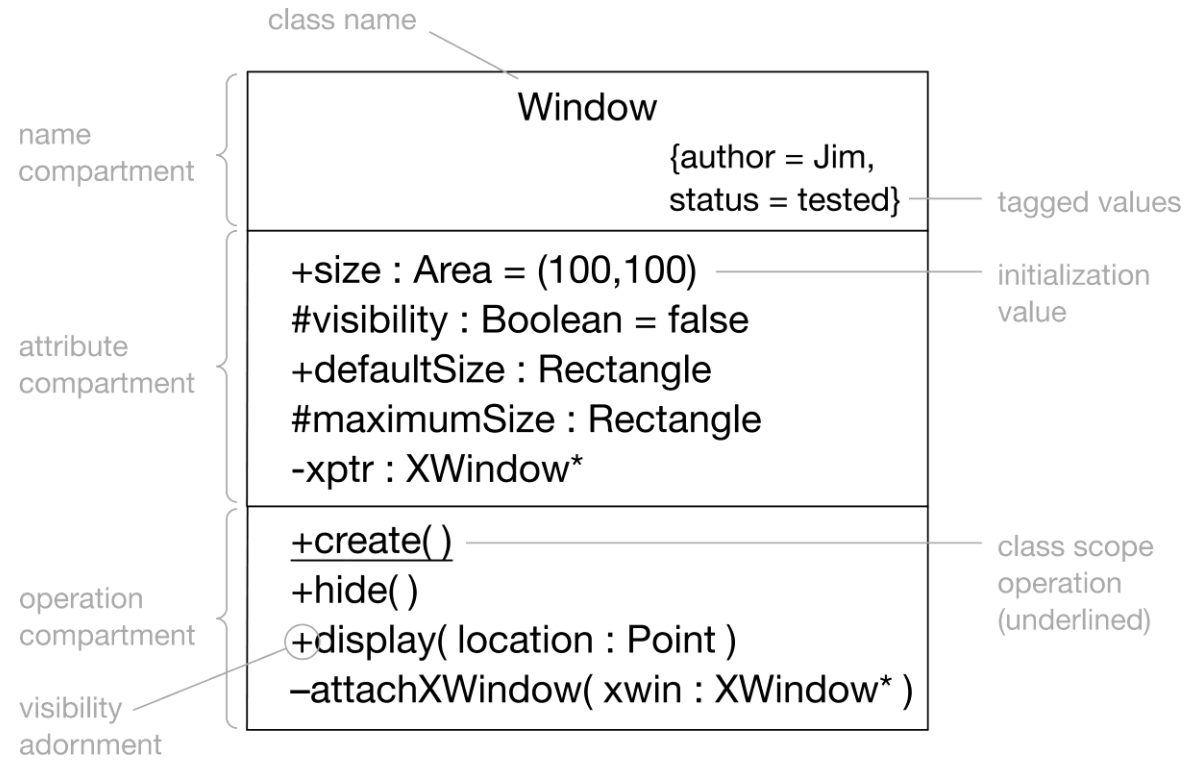 class name
Window
name
compartment
{author = Jim,
status = tested}
tagged values
+size : Area = (100,100)
initialization
value
#visibility : Boolean = false
attribute
compartment
+defaultSize : Rectangle
#maximumSize : Rectangle
-xptr : XWindow*
+create( )
class scope
operation
(underlined)
+hide( )
operation
compartment
+display( location : Point )
–attachXWindow( xwin : XWindow* )
visibility
adornment